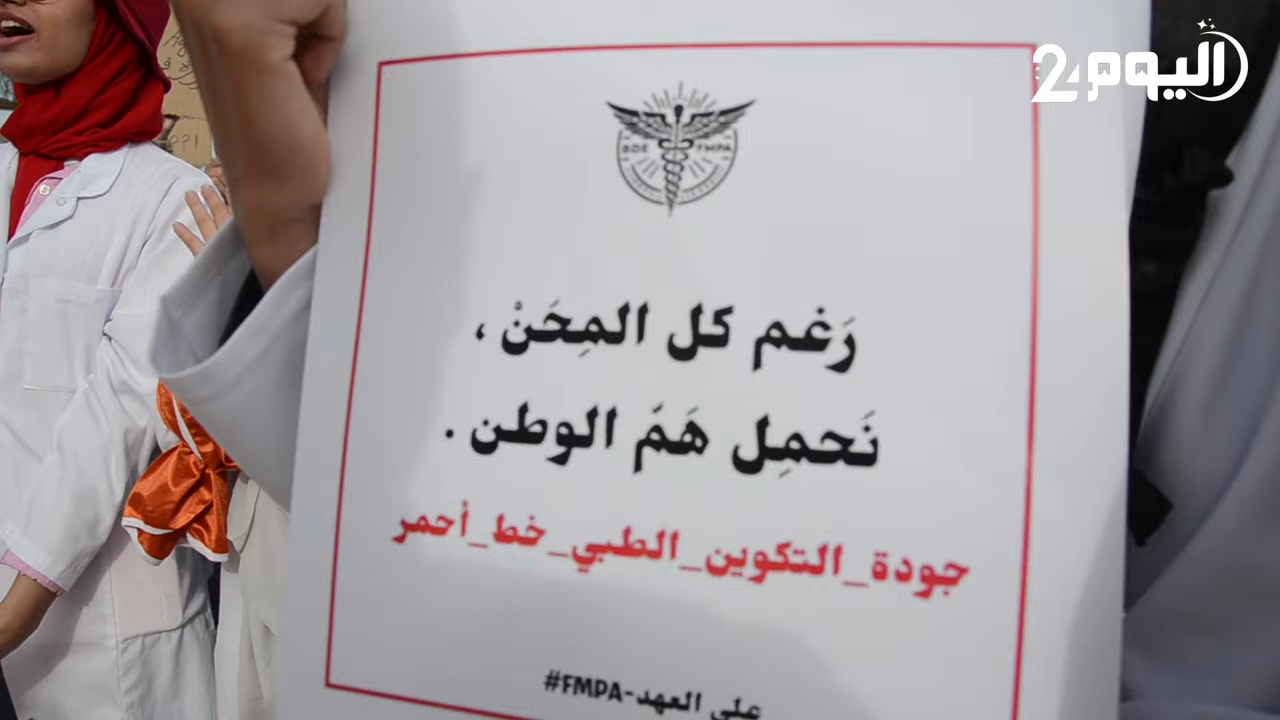 اليوم 24
BDE FMPA
رَغم كل المِحَنْ ،
نَحمِل هَمّ الوطن .
جودة_التكوين_الطبي_خط_أحمر
على العهد-FMPA#